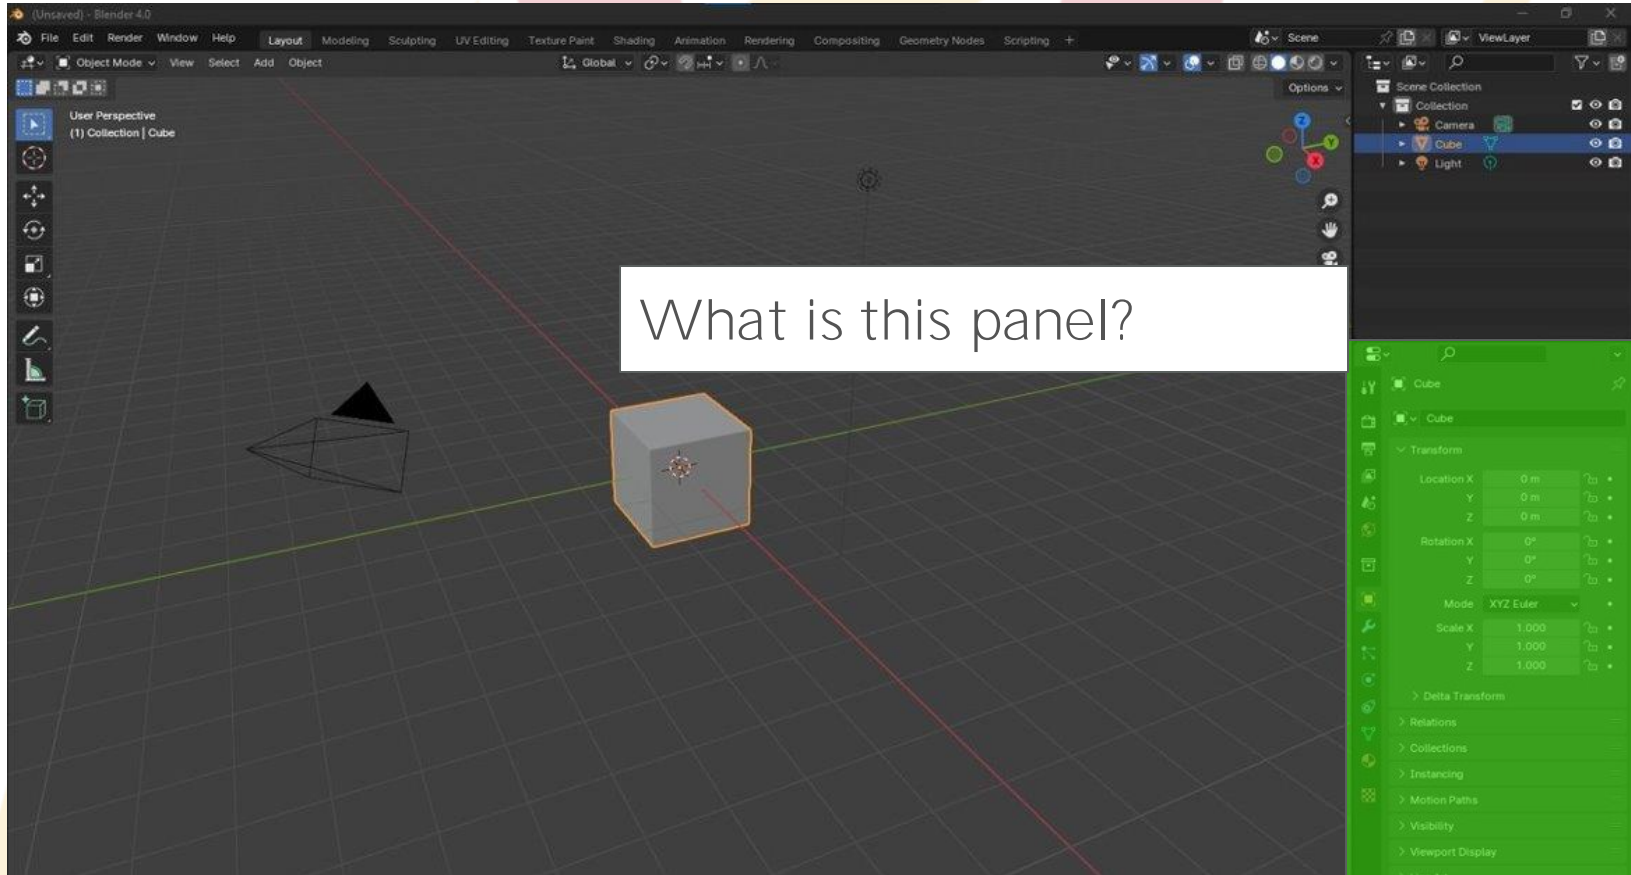 (Unsaved) - Blender 4.0
File Edit Render Window Help Layout Modeling Sculpting UV Editing Texture Paint Shading Animation Rendering Compositing Geometry Nodes Scripting + Scene ViewLayer
Object Mode View Select Add Object Global
Options
User Perspective
(1) Collection | Cube
Z
Y
X
Scene Collection
Collection
Camera
Cube
Light
What is this panel?
Cube
Cube
Transform
Location X 0 m
Y 0 m
Z 0 m
Rotation X 0°
Y 0°
Z 0°
Mode XYZ Euler
Scale X 1.000
Y 1.000
Z 1.000
Delta Transform
Relations
Collections
Instancing
Motion Paths
Visibility
Viewport Display